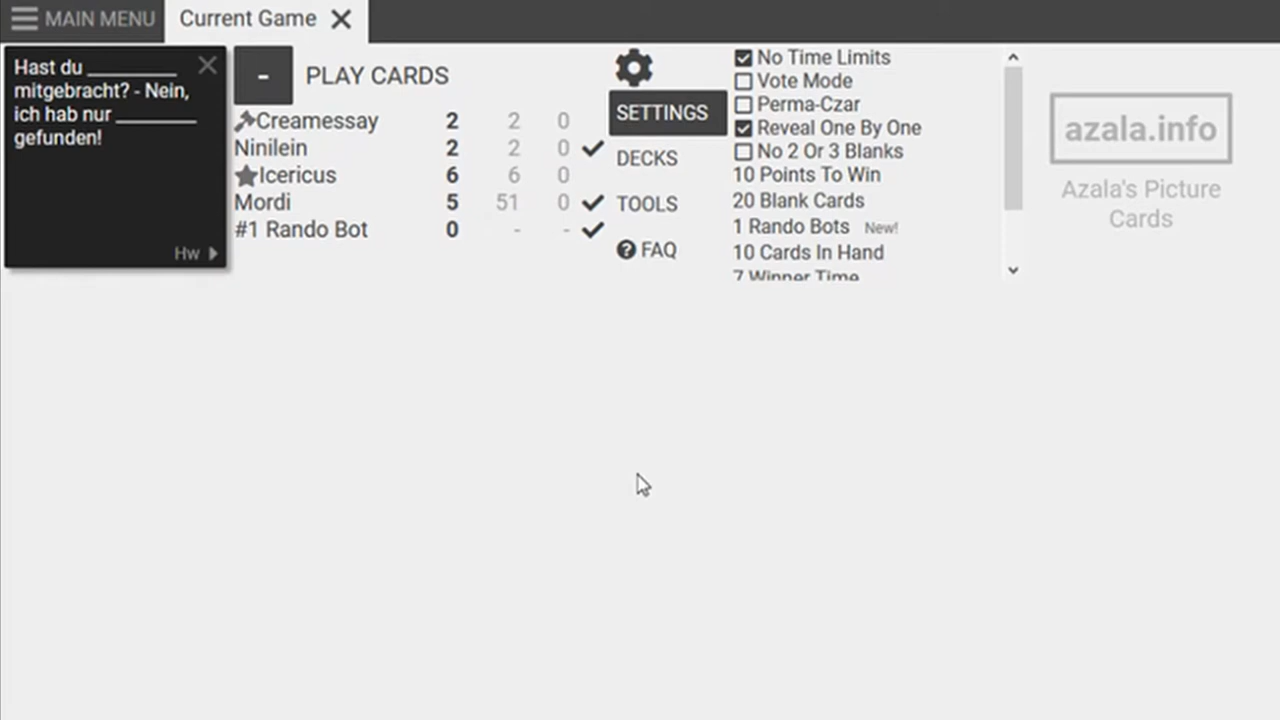 MAIN MENU
Current Game
Hast du ________
mitgebracht? - Nein,
ich hab nur ________
gefunden!
Hw
-
PLAY CARDS
Creamessay 2 2 0
Ninilein 2 2 0
Icericus 6 6 0
Mordi 5 51 0
#1 Rando Bot 0 - -
SETTINGS
DECKS
TOOLS
? FAQ
No Time Limits
Vote Mode
Perma-Czar
Reveal One By One
No 2 Or 3 Blanks
10 Points To Win
20 Blank Cards
1 Rando Bots New!
10 Cards In Hand
7 Winner Time
azala.info
Azala's Picture
Cards